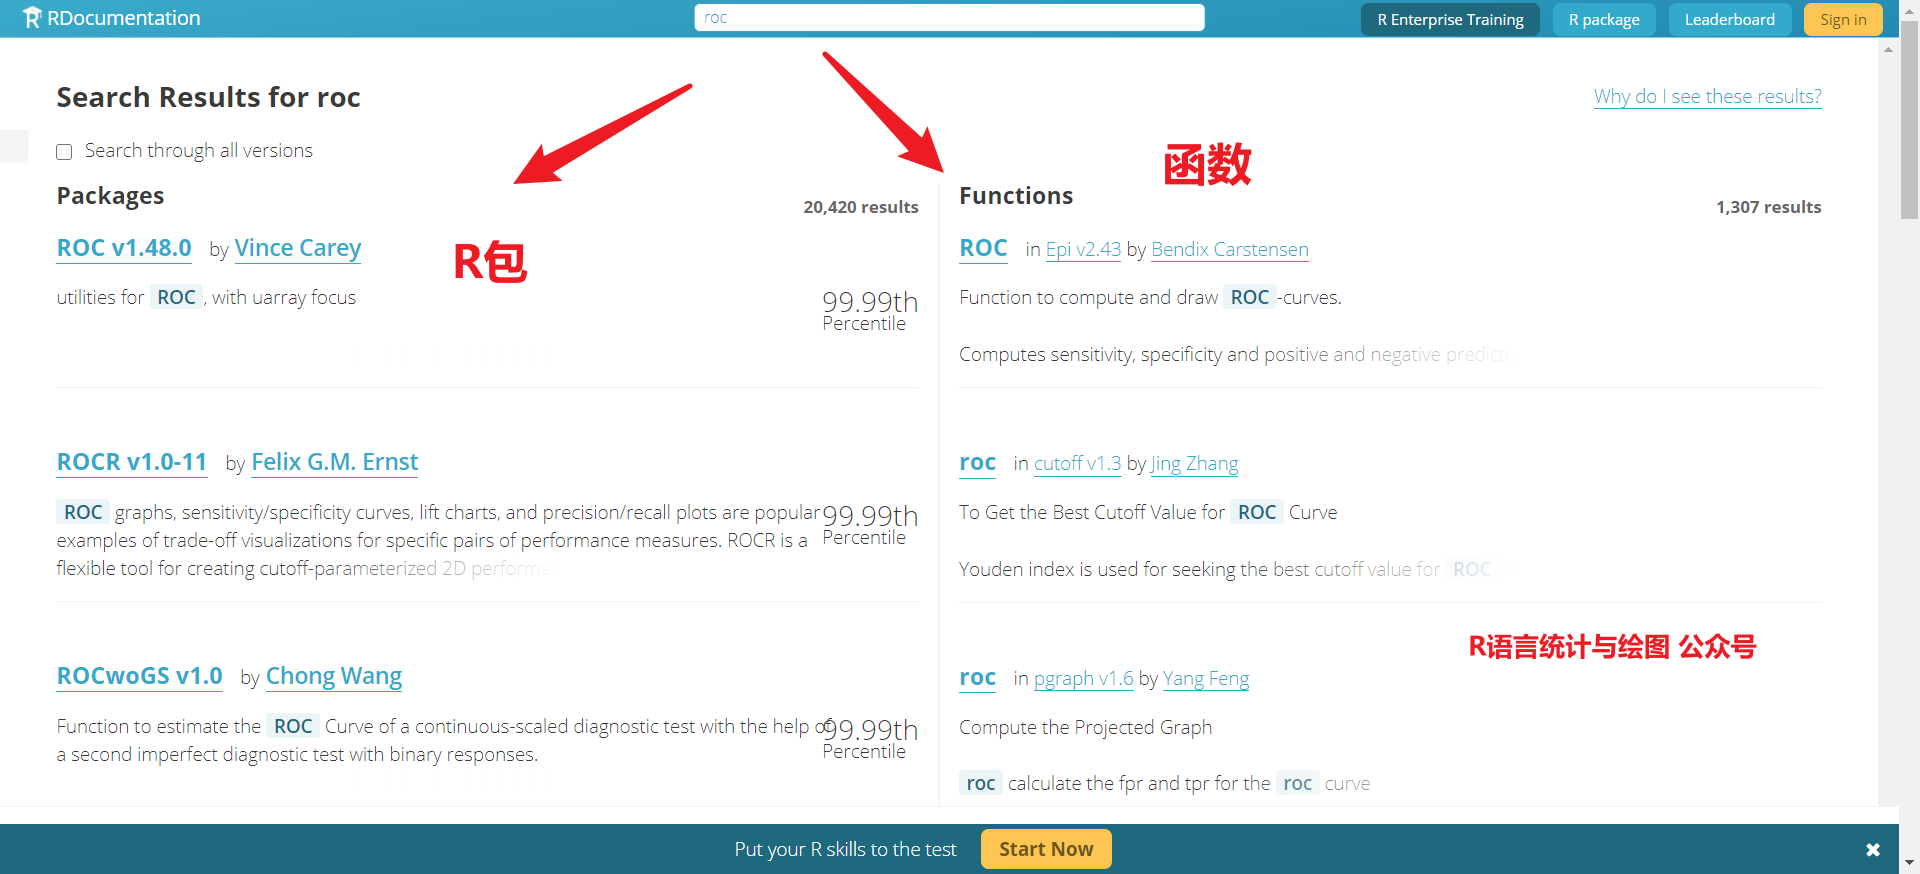 RDocumentation
roc
R Enterprise Training
R package
Leaderboard
Sign in
Search Results for roc
Why do I see these results?
Search through all versions
Packages
20,420 results
R包
ROC v1.48.0 by Vince Carey
utilities for ROC, with uarray focus
99.99th
Percentile
ROCR v1.0-11 by Felix G.M. Ernst
ROC graphs, sensitivity/specificity curves, lift charts, and precision/recall plots are popular
examples of trade-off visualizations for specific pairs of performance measures. ROCR is a
flexible tool for creating cutoff-parameterized 2D
99.99th
Percentile
ROCwoGS v1.0 by Chong Wang
Function to estimate the ROC Curve of a continuous-scaled diagnostic test with the help of
a second imperfect diagnostic test with binary responses.
99.99th
Percentile
函数
Functions
1,307 results
ROC in Epi v2.43 by Bendix Carstensen
Function to compute and draw ROC-curves.
Computes sensitivity, specificity and positive and negative
roc in cutoff v1.3 by Jing Zhang
To Get the Best Cutoff Value for ROC Curve
Youden index is used for seeking the best cutoff value for ROC
R语言统计与绘图 公众号
roc in pgraph v1.6 by Yang Feng
Compute the Projected Graph
roc calculate the fpr and tpr for the roc curve
Put your R skills to the test
Start Now